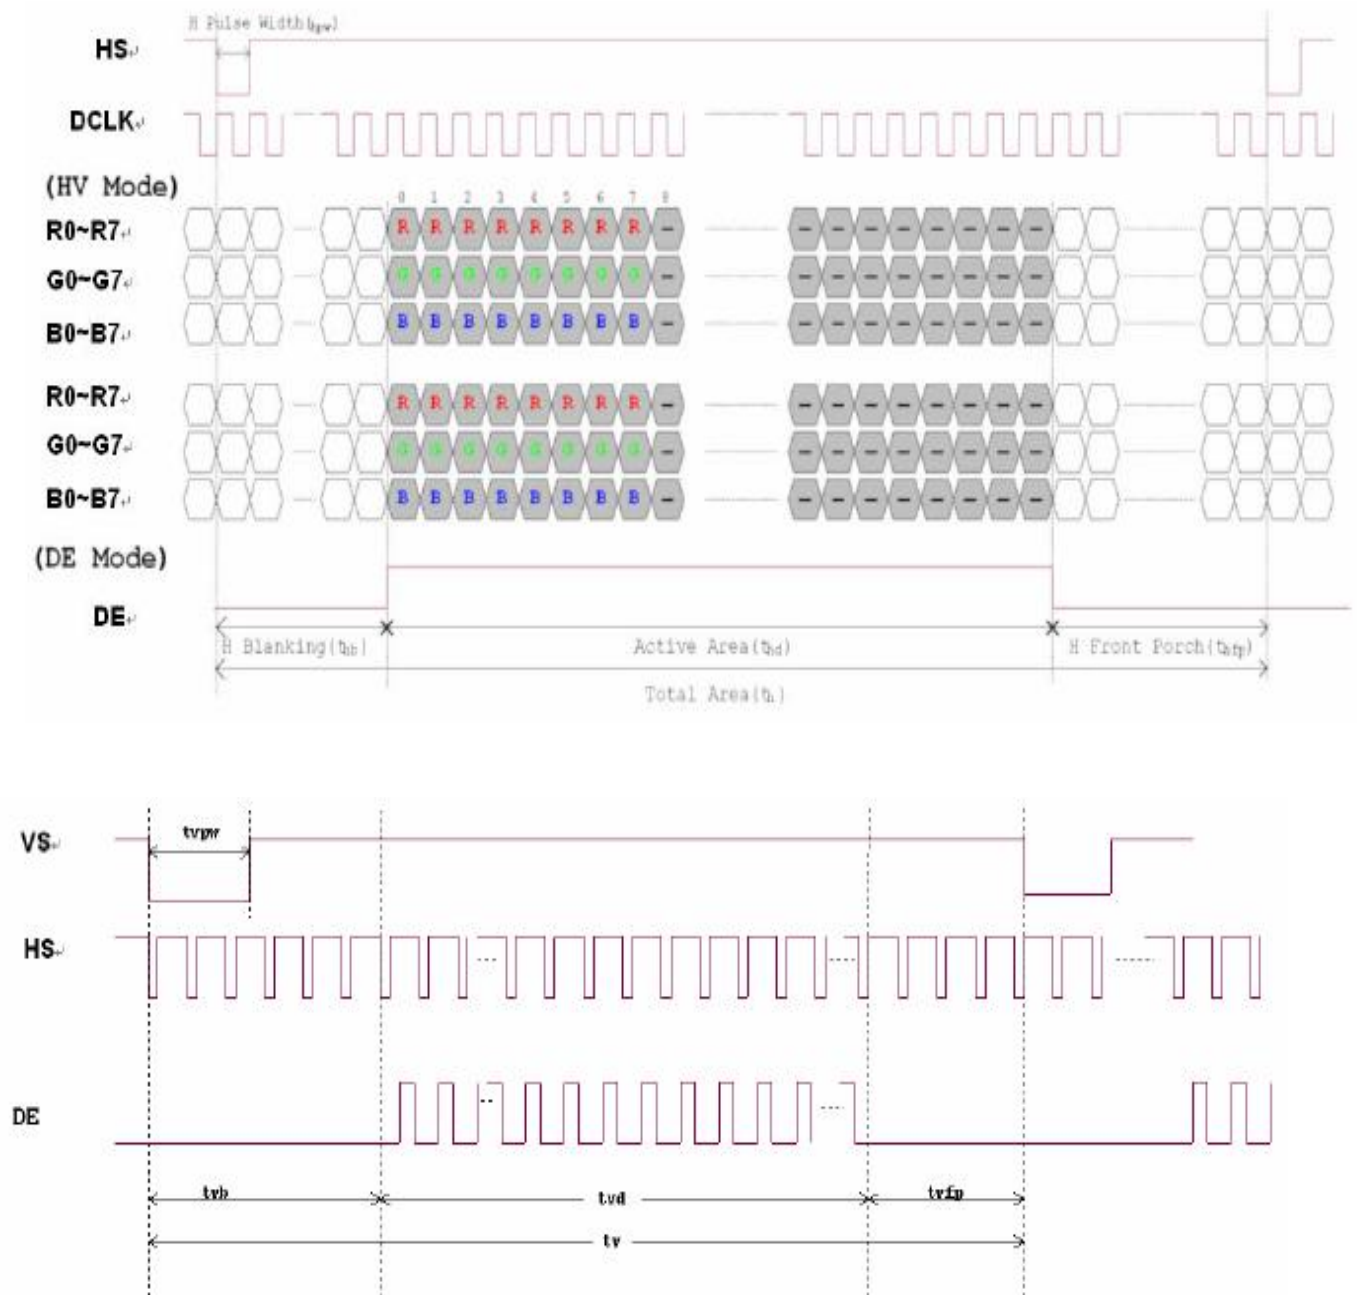 H Pulse Width(thpw)
HS
DCLK
(HV Mode)
0 1 2 3 4 5 6 7 8
R0~R7 R R R R R R R R - - - - - - - - -
G0~G7 G G G G G G G G - - - - - - - - -
B0~B7 B B B B B B B B - - - - - - - - -
R0~R7 R R R R R R R R - - - - - - - - -
G0~G7 G G G G G G G G - - - - - - - - -
B0~B7 B B B B B B B B - - - - - - - - -
(DE Mode)
DE
H Blanking(thb) Active Area(thd) H Front Porch(thfp)
Total Area(th)
VS tvpw
HS
DE
tvb tvd tvfp
tv